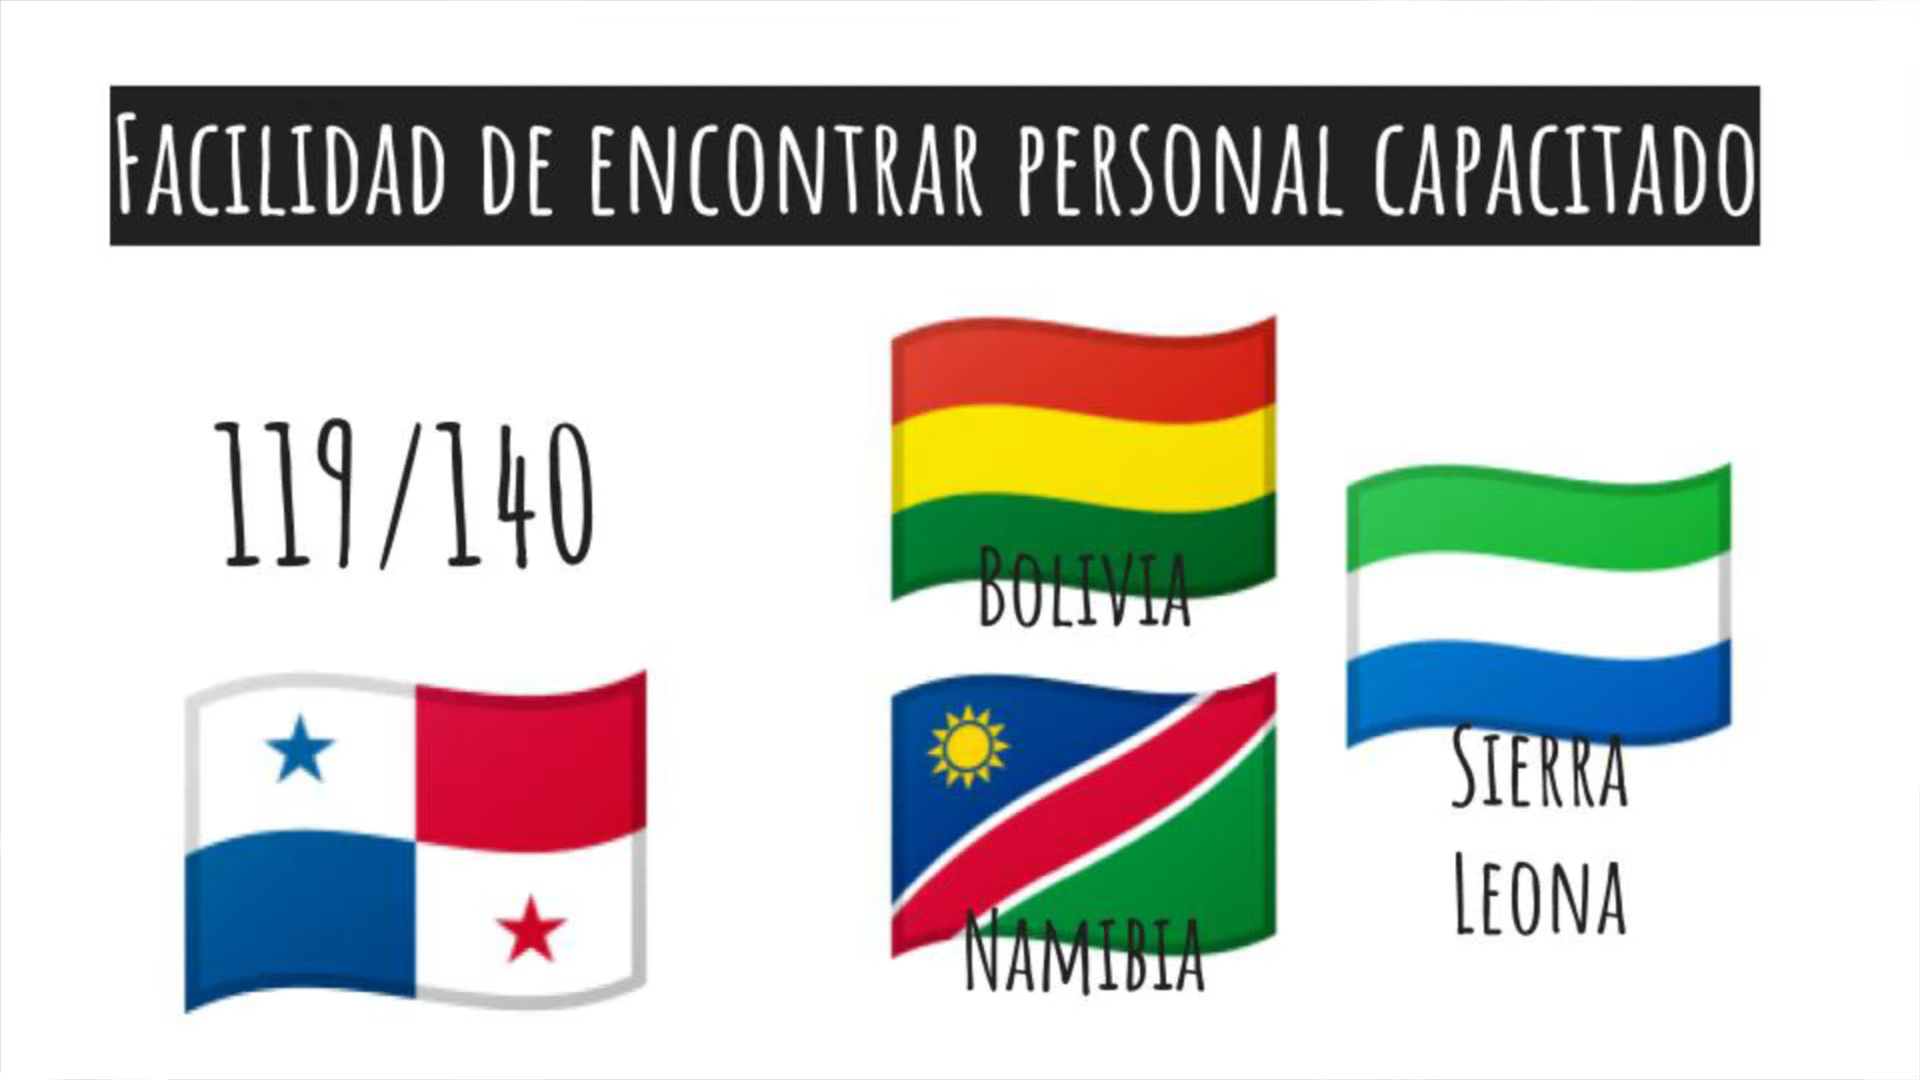 FACILIDAD DE ENCONTRAR PERSONAL CAPACITADO
119/140
BOLIVIA
NAMIBIA
SIERRA
LEONA